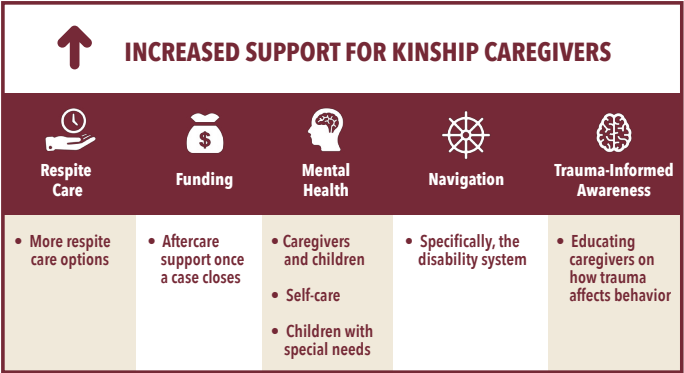 INCREASED SUPPORT FOR KINSHIP CAREGIVERS
Respite
Care
$
Funding
Mental
Health
Navigation
Trauma-Informed
Awareness
• More respite
care options
• Aftercare
support once
a case closes
• Caregivers
and children
• Self-care
• Children with
special needs
• Specifically, the
disability system
• Educating
caregivers on
how trauma
affects behavior